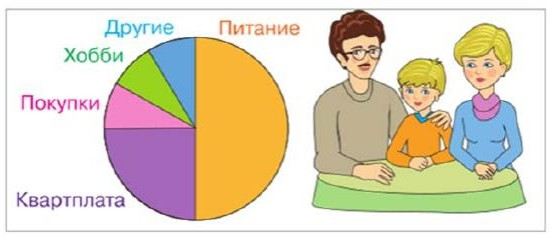 Другие
Питание
Хобби
Покупки
Квартплата